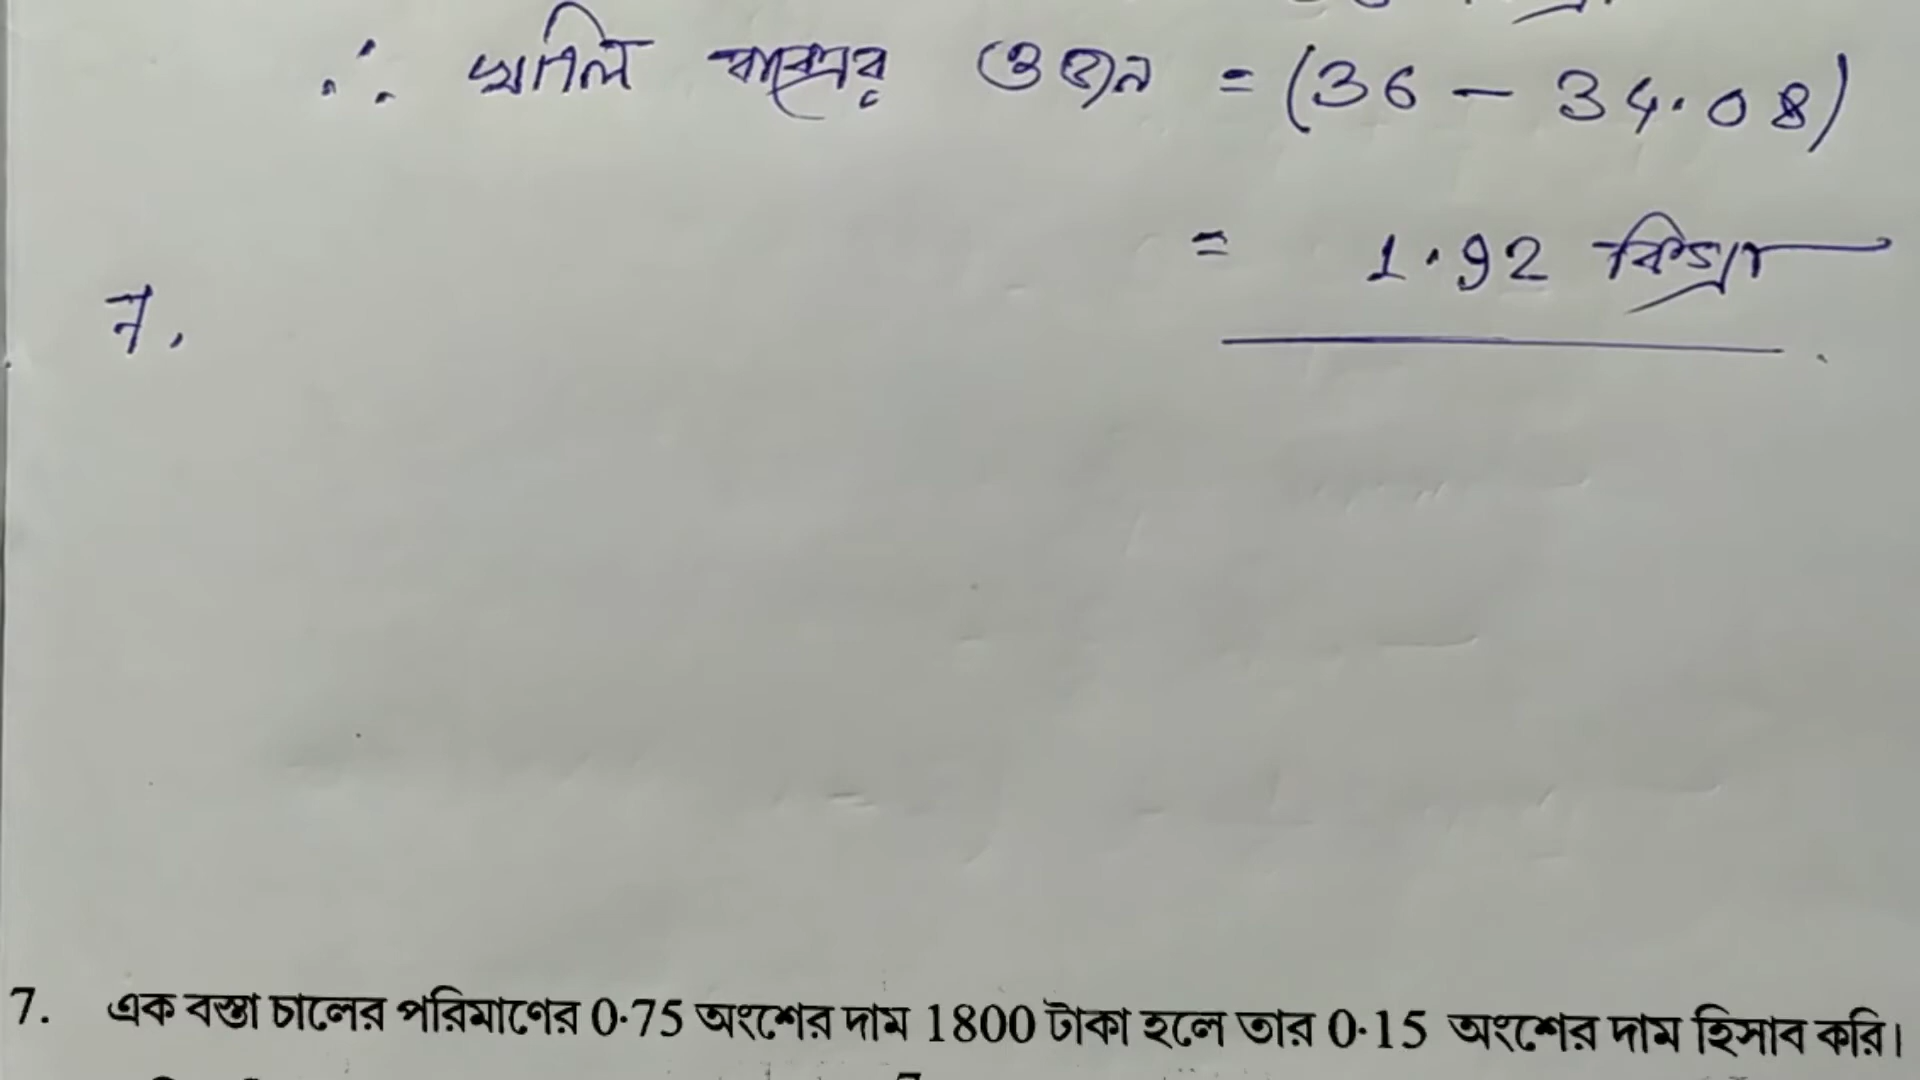 ∴ খালি বাক্সের ওজন = (36 - 34.08)
= 1.92 কিগ্রা
7.
7. এক বস্তা চালের পরিমাণের 0·75 অংশের দাম 1800 টাকা হলে তার 0·15 অংশের দাম হিসাব করি।